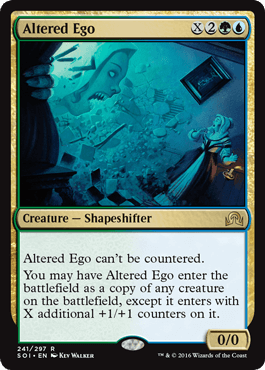 Altered Ego X2
Creature — Shapeshifter
Altered Ego can't be countered.
You may have Altered Ego enter the
battlefield as a copy of any creature
on the battlefield, except it enters with
X additional +1/+1 counters on it.
0/0
241/297 R
SOI • EN KEV WALKER ™ & © 2016 Wizards of the Coast